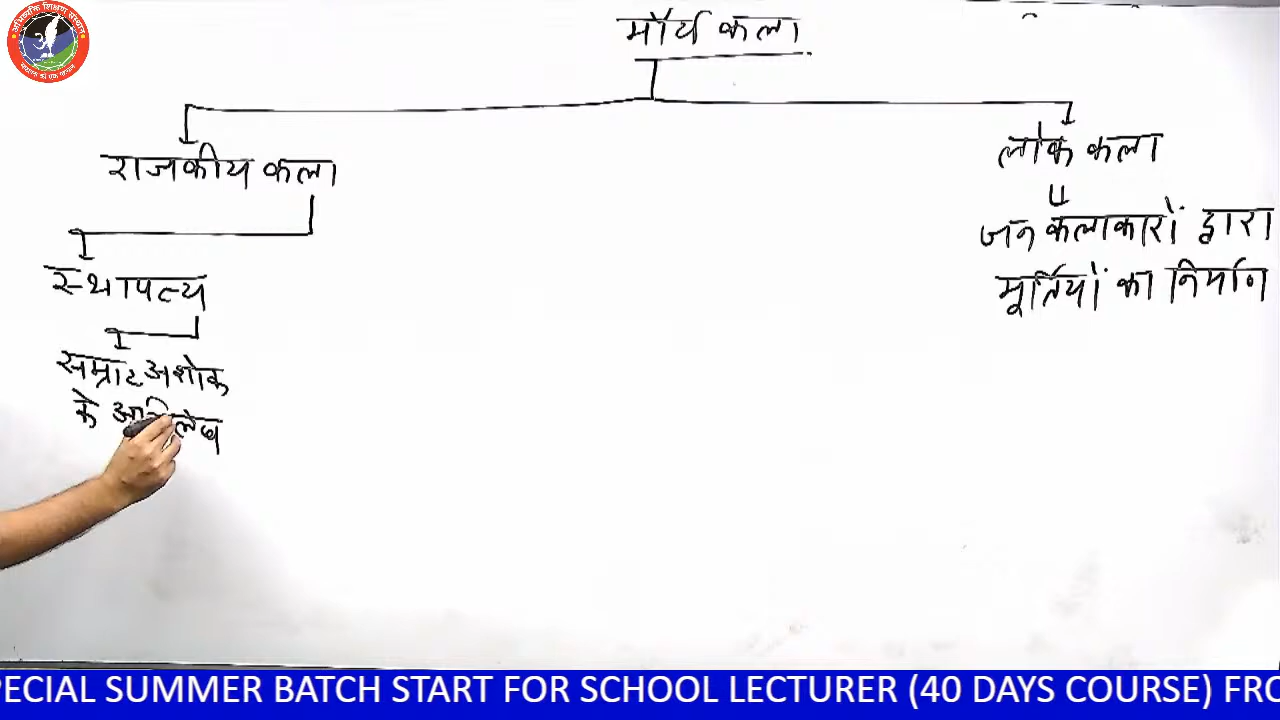 मौर्य कला
राजकीय कला
लोक कला
जन कलाकारों द्वारा
मूर्तियों का निर्माण
स्थापत्य
सम्राट अशोक
के
PECIAL SUMMER BATCH START FOR SCHOOL LECTURER (40 DAYS COURSE) FRO